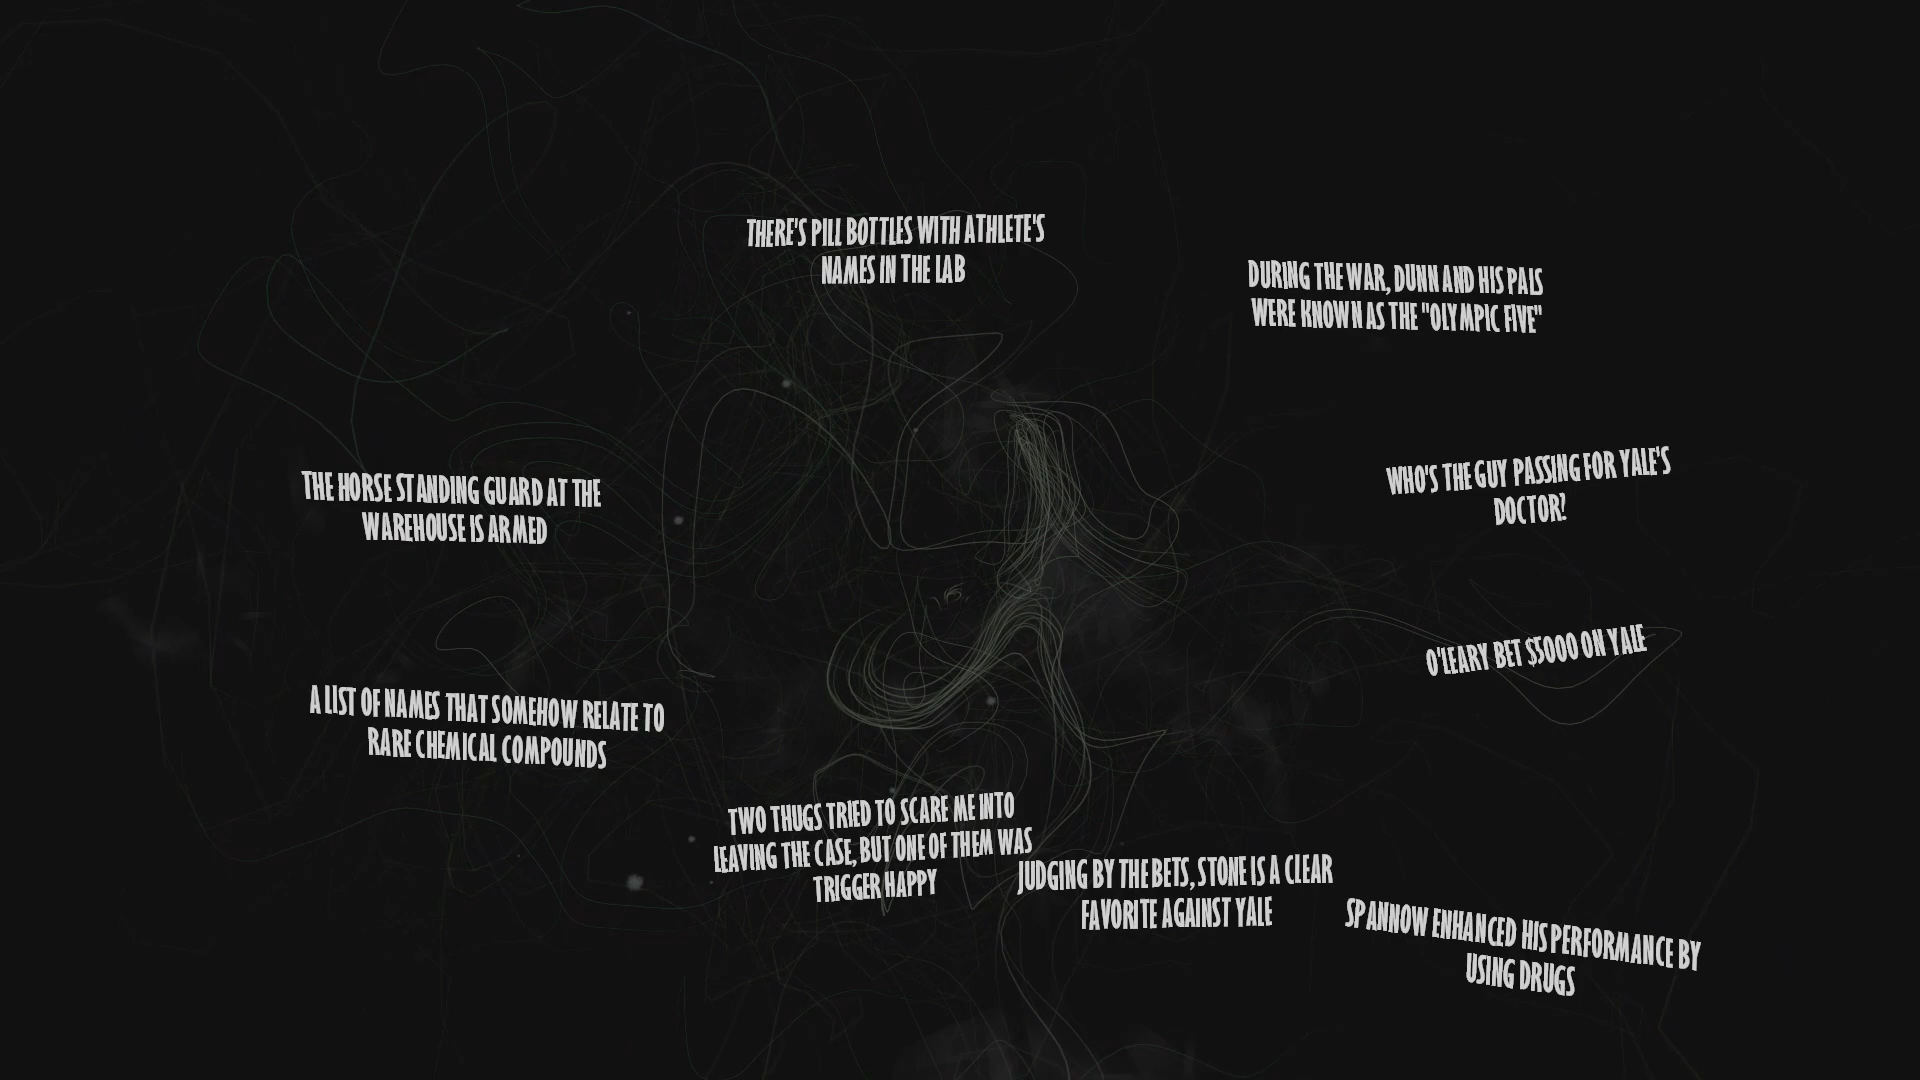 THERE'S PILL BOTTLES WITH ATHLETE'S
NAMES IN THE LAB
DURING THE WAR, DUNN AND HIS PALS
WERE KNOWN AS THE "OLYMPIC FIVE"
THE HORSE STANDING GUARD AT THE
WAREHOUSE IS ARMED
WHO'S THE GUY PASSING FOR YALE'S
DOCTOR?
O'LEARY BET $5000 ON YALE
A LIST OF NAMES THAT SOMEHOW RELATE TO
RARE CHEMICAL COMPOUNDS
TWO THUGS TRIED TO SCARE ME INTO
LEAVING THE CASE, BUT ONE OF THEM WAS
TRIGGER HAPPY
JUDGING BY THE BETS, STONE IS A CLEAR
FAVORITE AGAINST YALE
SPANNOW ENHANCED HIS PERFORMANCE BY
USING DRUGS